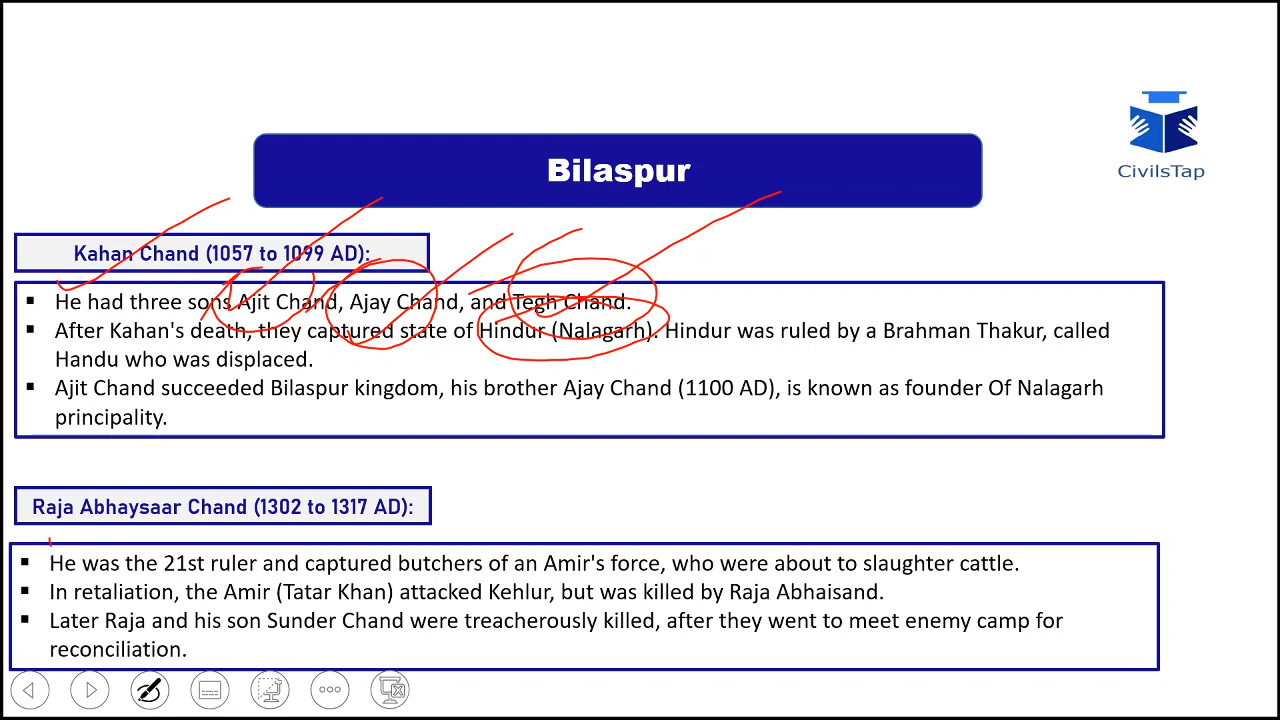 Bilaspur
CivilsTap
Kahan Chand (1057 to 1099 AD):
▪ He had three sons Ajit Chand, Ajay Chand, and Tegh Chand.
▪ After Kahan's death, they captured state of Hindur (Nalagarh). Hindur was ruled by a Brahman Thakur, called
Handu who was displaced.
▪ Ajit Chand succeeded Bilaspur kingdom, his brother Ajay Chand (1100 AD), is known as founder Of Nalagarh
principality.
Raja Abhaysaar Chand (1302 to 1317 AD):
▪ He was the 21st ruler and captured butchers of an Amir's force, who were about to slaughter cattle.
▪ In retaliation, the Amir (Tatar Khan) attacked Kehlur, but was killed by Raja Abhaisand.
▪ Later Raja and his son Sunder Chand were treacherously killed, after they went to meet enemy camp for
reconciliation.